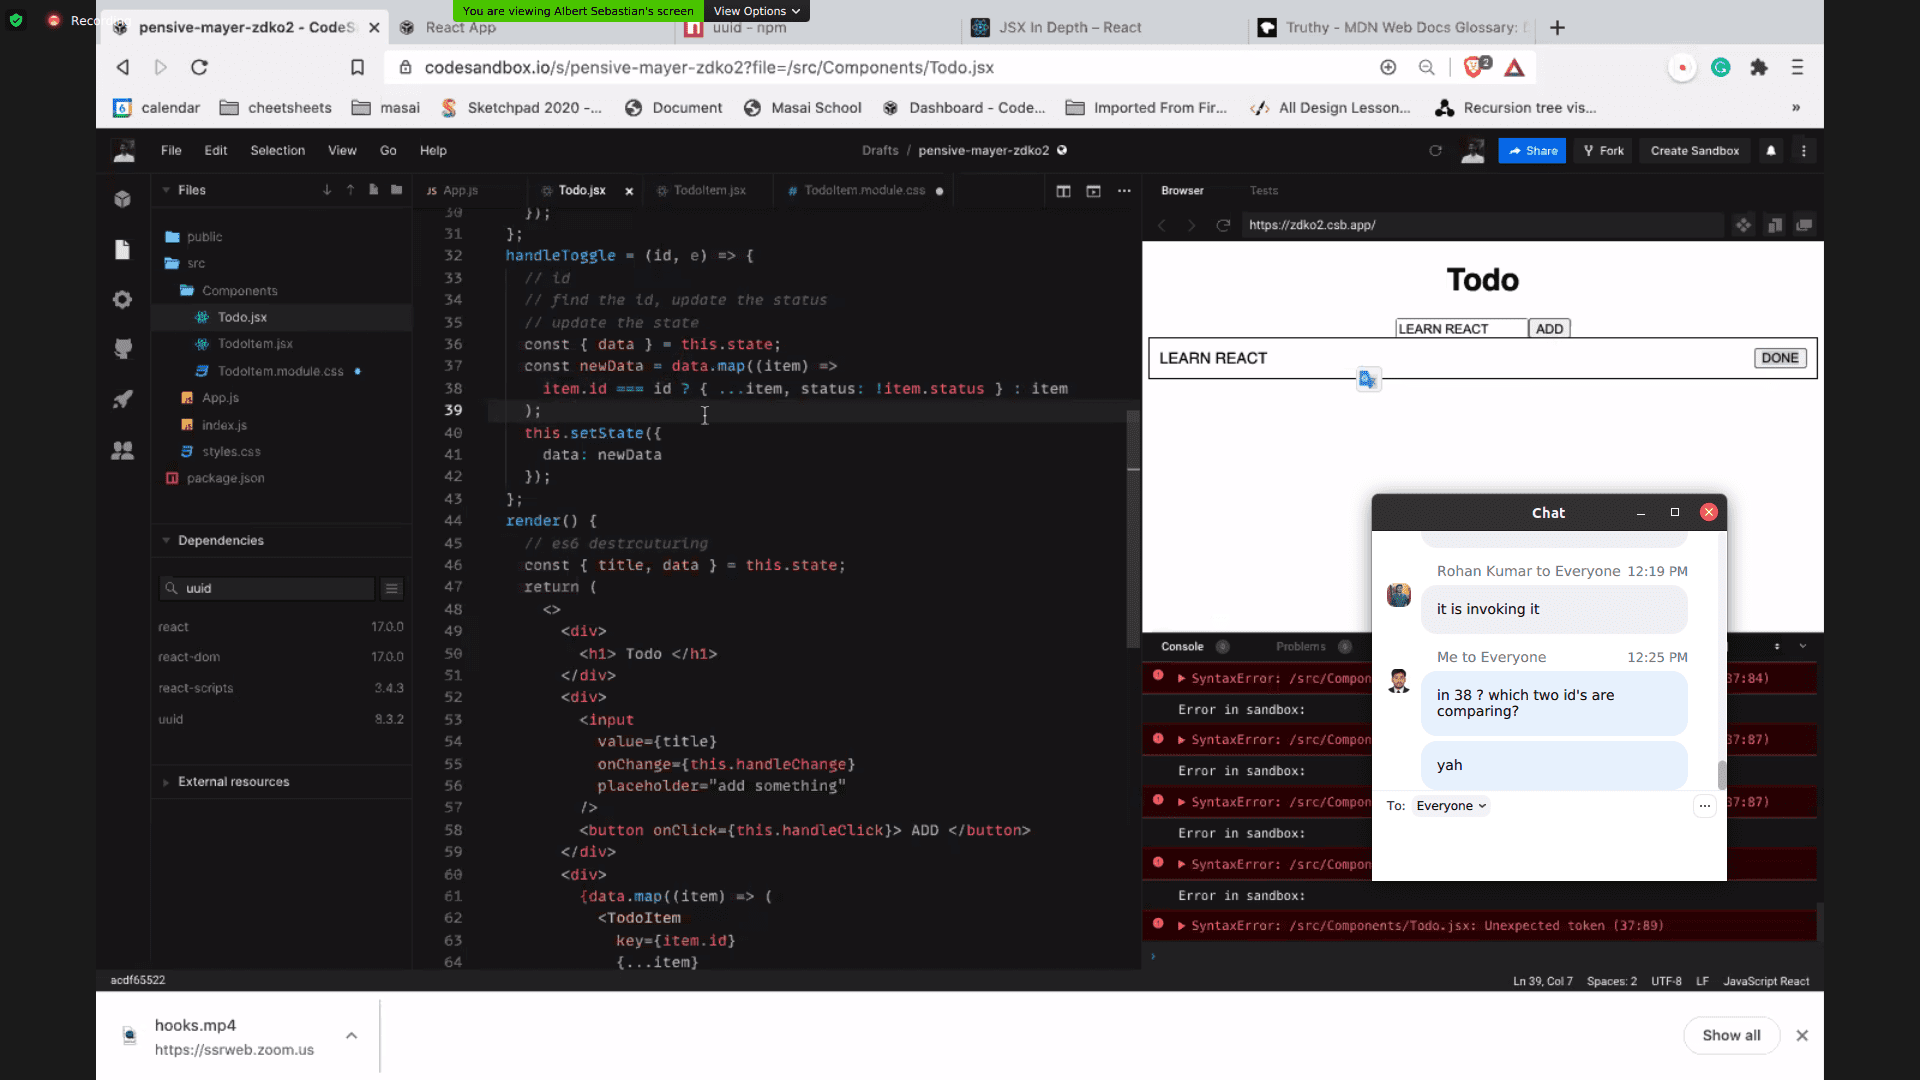 Recording
You are viewing Albert Sebastian's screen
View Options
pensive-mayer-zdko2 - CodeS
React App
uuid - npm
JSX In Depth – React
Truthy - MDN Web Docs Glossary:
codesandbox.io/s/pensive-mayer-zdko2?file=/src/Components/Todo.jsx
2
6
calendar
cheetsheets
masai
Sketchpad 2020 -...
Document
Masai School
Dashboard - Code...
Imported From Fir...
All Design Lesson...
Recursion tree vis...
»
File Edit Selection View Go Help
Drafts / pensive-mayer-zdko2
Share
Fork
Create Sandbox
Files
public
src
Components
Todo.jsx
TodoItem.jsx
TodoItem.module.css
App.js
index.js
styles.css
package.json
Dependencies
uuid
react 17.0.0
react-dom 17.0.0
react-scripts 3.4.3
uuid 8.3.2
External resources
JS App.js
Todo.jsx
TodoItem.jsx
# TodoItem.module.css
30 });
31 };
32 handleToggle = (id, e) => {
33 // id
34 // find the id, update the status
35 // update the state
36 const { data } = this.state;
37 const newData = data.map((item) =>
38 item.id === id ? { ...item, status: !item.status } : item
39 );
40 this.setState({
41 data: newData
42 });
43 };
44 render() {
45 // es6 destrcuturing
46 const { title, data } = this.state;
47 return (
48 <>
49 <div>
50 <h1> Todo </h1>
51 </div>
52 <div>
53 <input
54 value={title}
55 onChange={this.handleChange}
56 placeholder="add something"
57 />
58 <button onClick={this.handleClick}> ADD </button>
59 </div>
60 <div>
61 {data.map((item) => (
62 <TodoItem
63 key={item.id}
64 {...item}
Browser
Tests
https://zdko2.csb.app/
Todo
LEARN REACT
ADD
LEARN REACT
DONE
Console 0
Problems 0
SyntaxError: /src/Compon
37:84)
Error in sandbox:
SyntaxError: /src/Compon
37:87)
Error in sandbox:
SyntaxError: /src/Compon
37:87)
Error in sandbox:
SyntaxError: /src/Compon
Error in sandbox:
SyntaxError: /src/Components/Todo.jsx: Unexpected token (37:89)
Chat
Rohan Kumar to Everyone 12:19 PM
it is invoking it
Me to Everyone 12:25 PM
in 38 ? which two id's are
comparing?
yah
To: Everyone
acdf65522
Ln 39, Col 7 Spaces: 2 UTF-8 LF JavaScript React
hooks.mp4
https://ssrweb.zoom.us
Show all